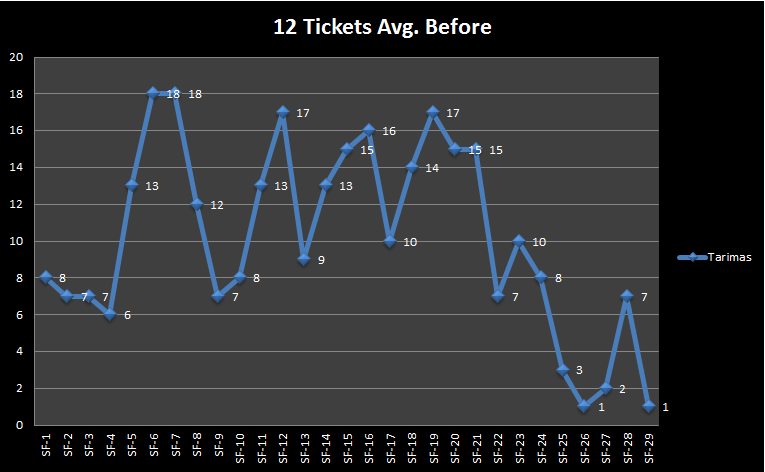 12 Tickets Avg. Before
20
18
16
14
12
10
8
6
4
2
0
8
7
7
6
13
18
18
12
7
8
13
17
9
13
15
16
10
14
17
15
15
7
10
8
3
1
2
7
1
SF-1
SF-2
SF-3
SF-4
SF-5
SF-6
SF-7
SF-8
SF-9
SF-10
SF-11
SF-12
SF-13
SF-14
SF-15
SF-16
SF-17
SF-18
SF-19
SF-20
SF-21
SF-22
SF-23
SF-24
SF-25
SF-26
SF-27
SF-28
SF-29
Tarimas